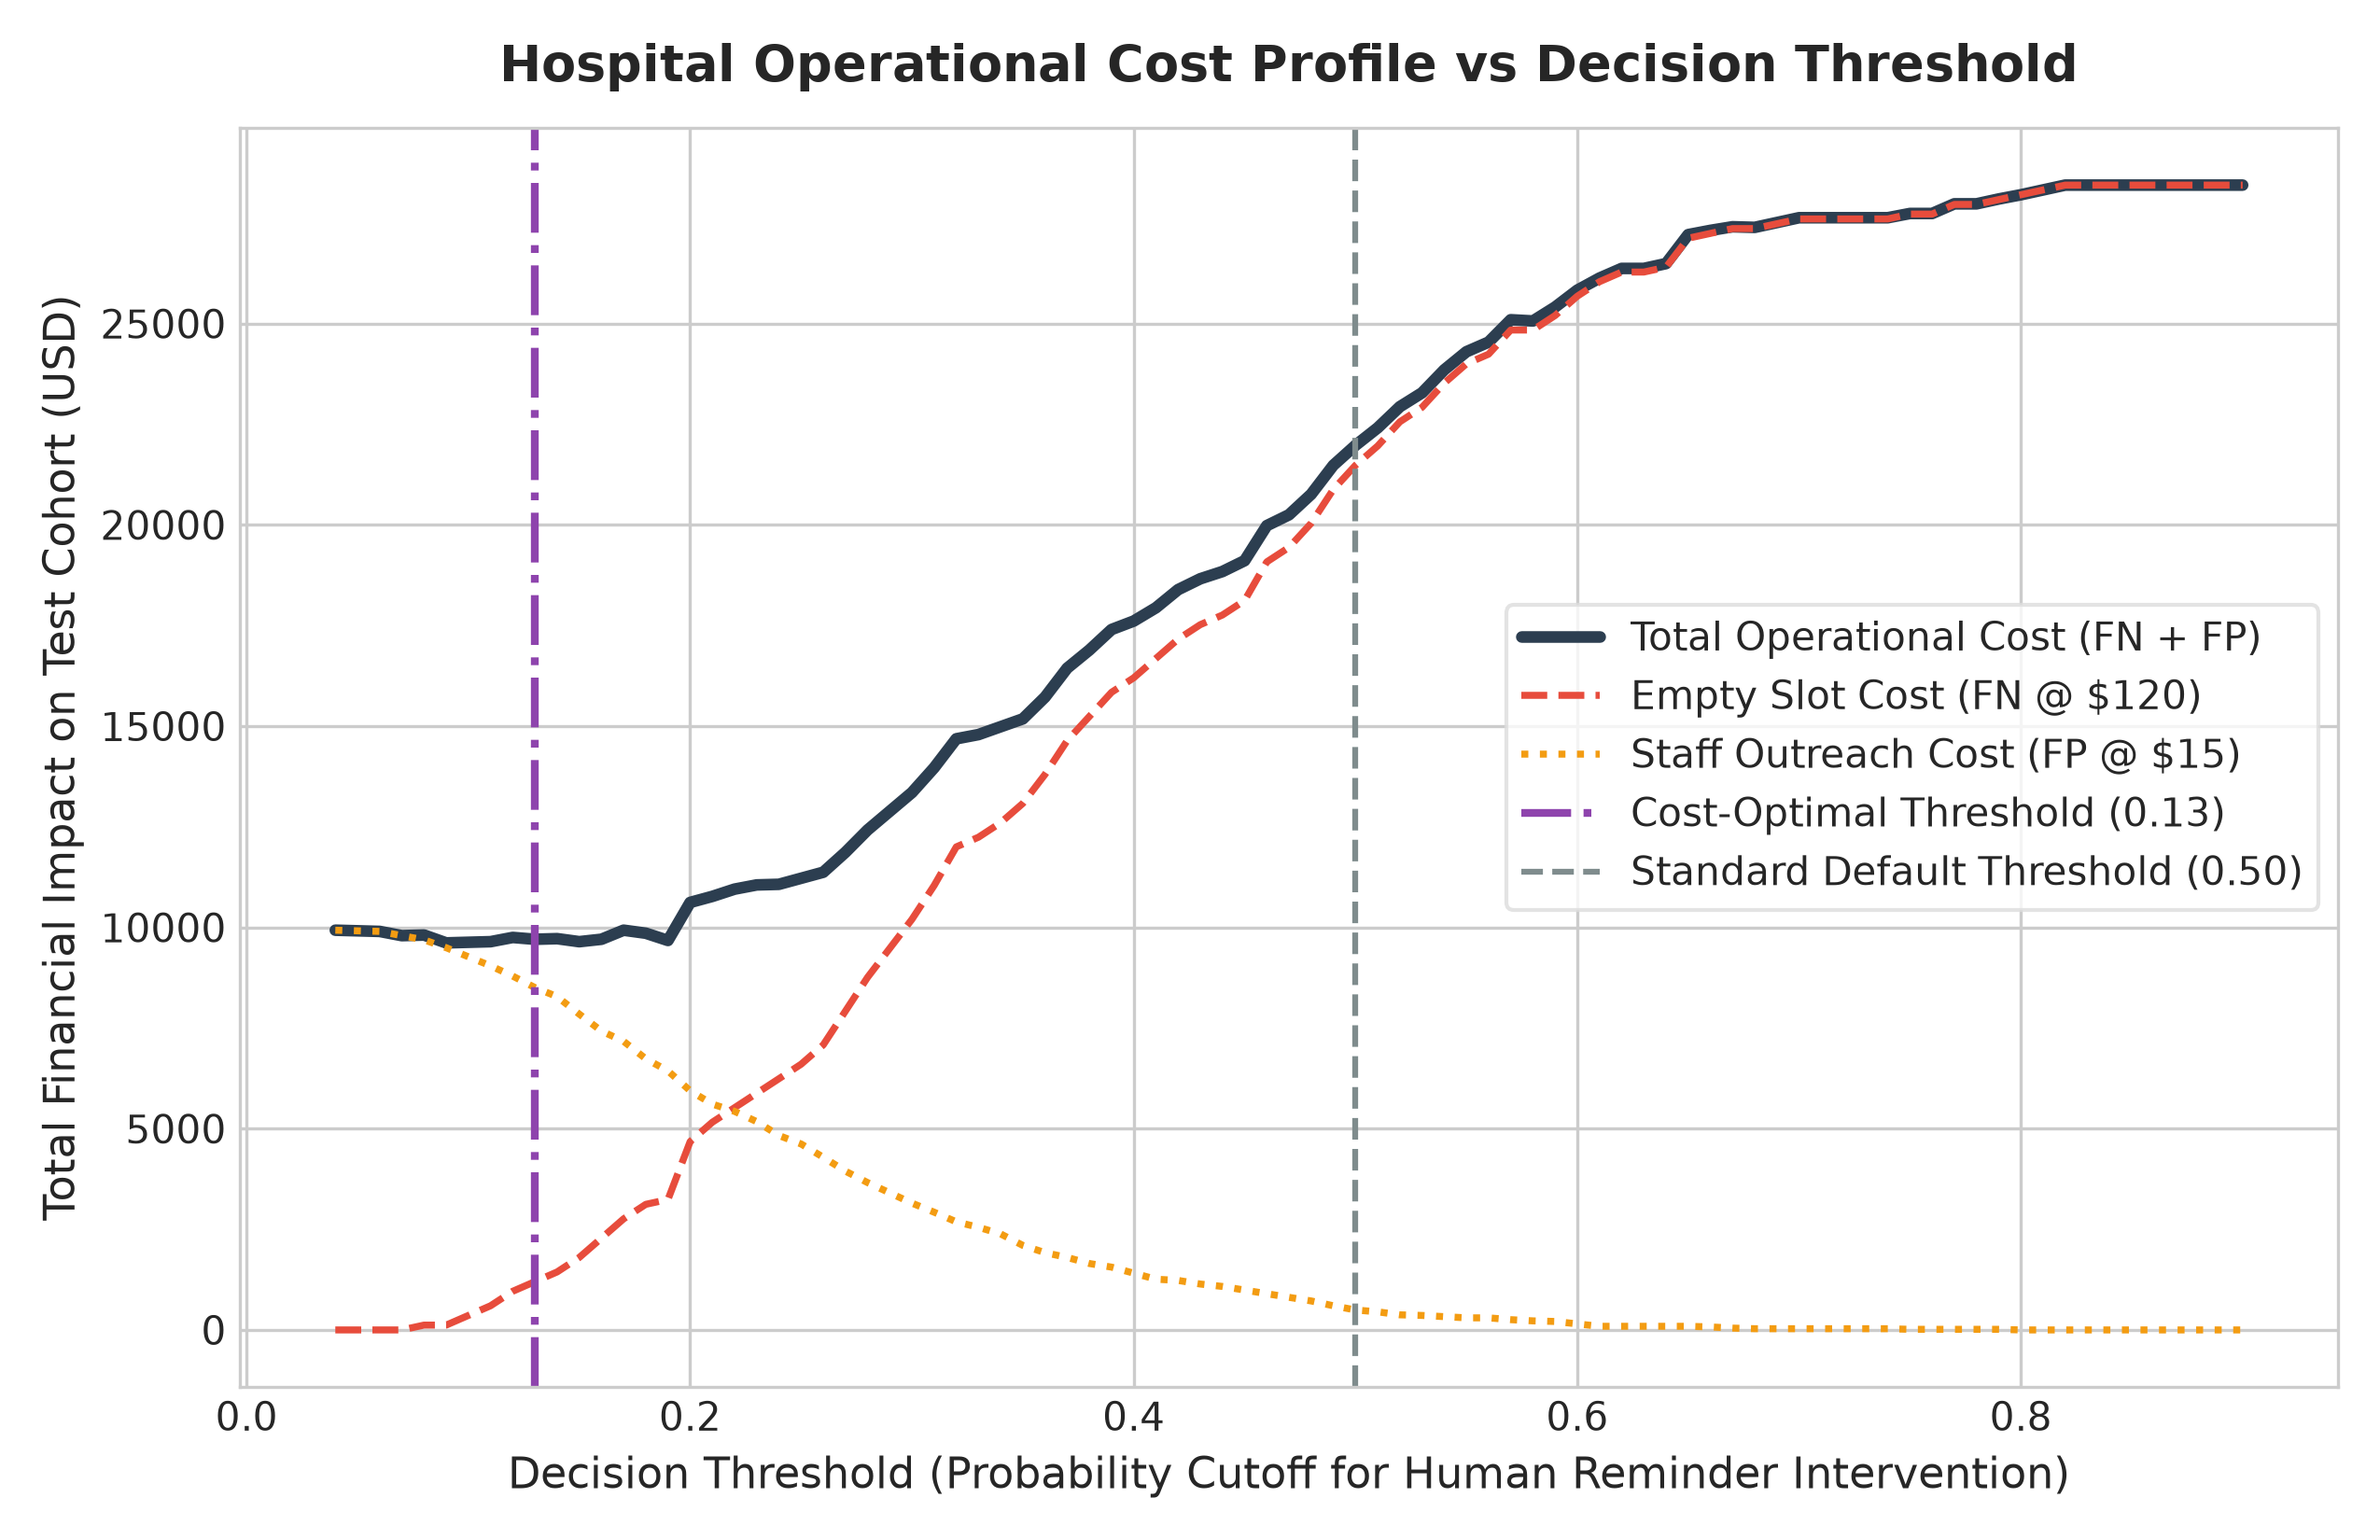 Hospital Operational Cost Profile vs Decision Threshold
Total Financial Impact on Test Cohort (USD)
25000
20000
15000
10000
5000
0
Total Operational Cost (FN + FP)
Empty Slot Cost (FN @ $120)
Staff Outreach Cost (FP @ $15)
Cost-Optimal Threshold (0.13)
Standard Default Threshold (0.50)
0.0 0.2 0.4 0.6 0.8
Decision Threshold (Probability Cutoff for Human Reminder Intervention)